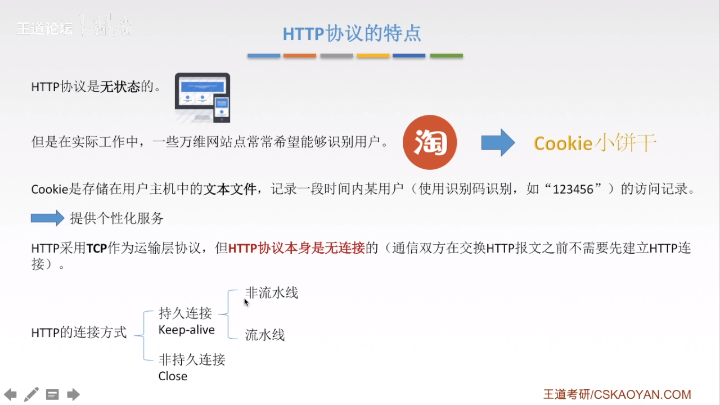 王道论坛
HTTP协议的特点
HTTP协议是无状态的。
但是在实际工作中，一些万维网站点常常希望能够识别用户。
淘
Cookie小饼干
Cookie是存储在用户主机中的文本文件，记录一段时间内某用户（使用识别码识别，如“123456”）的访问记录。
提供个性化服务
HTTP采用TCP作为运输层协议，但HTTP协议本身是无连接的（通信双方在交换HTTP报文之前不需要先建立HTTP连
接）。
HTTP的连接方式
持久连接
Keep-alive
非流水线
流水线
非持久连接
Close
王道考研/CSKAOYAN.COM